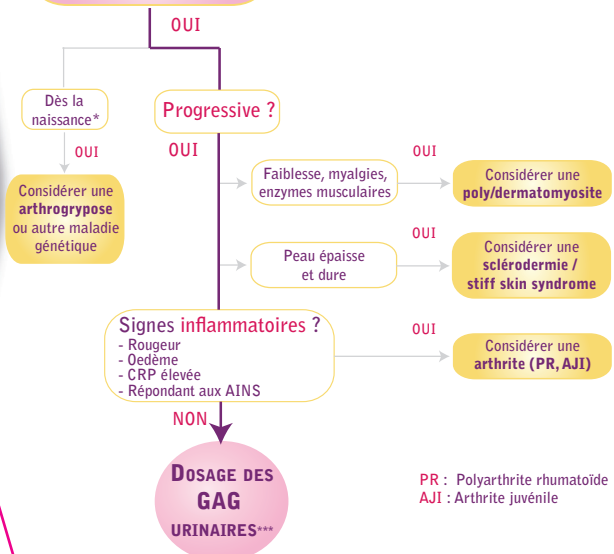 OUI
Dès la
naissance*
OUI
Considérer une
arthrogrypose
ou autre maladie
génétique
Progressive ?
OUI
Faiblesse, myalgies,
enzymes musculaires
OUI
Considérer une
poly/dermatomyosite
Peau épaisse
et dure
OUI
Considérer une
sclérodermie /
stiff skin syndrome
Signes inflammatoires ?
- Rougeur
- Oedème
- CRP élevée
- Répondant aux AINS
OUI
Considérer une
arthrite (PR, AJI)
NON
DOSAGE DES
GAG
URINAIRES***
PR : Polyarthrite rhumatoïde
AJI : Arthrite juvénile